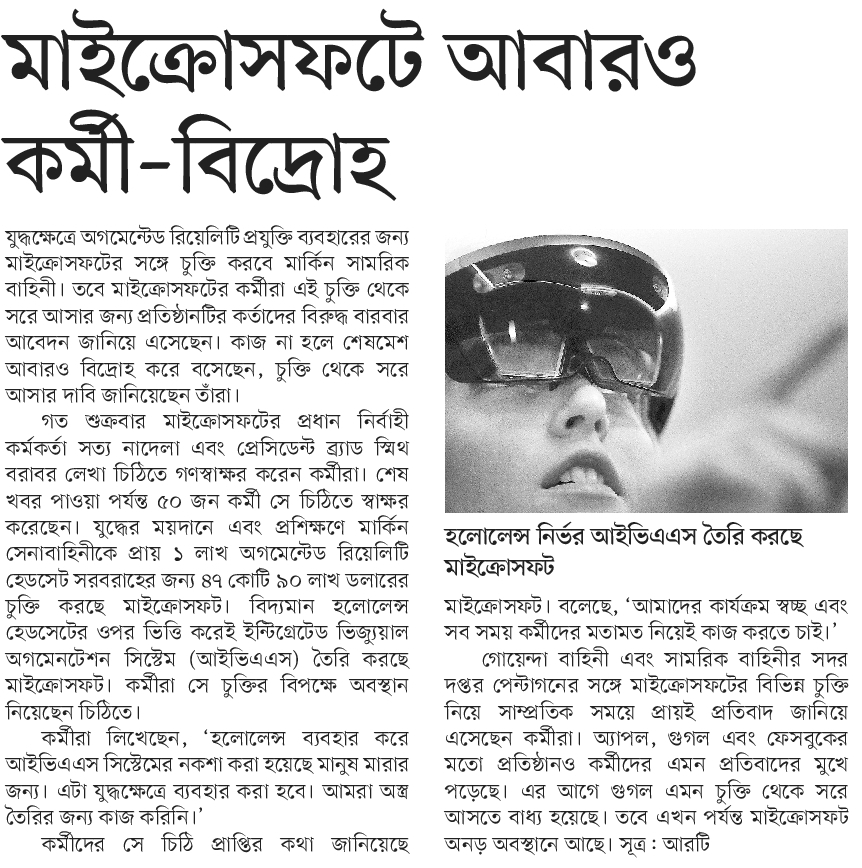 মাইক্রোসফটে আবারও
কর্মী-বিদ্রোহ
যুদ্ধক্ষেত্রে অগমেন্টেড রিয়েলিটি প্রযুক্তি ব্যবহারের জন্য
মাইক্রোসফটের সঙ্গে চুক্তি করবে মার্কিন সামরিক
বাহিনী। তবে মাইক্রোসফটের কর্মীরা এই চুক্তি থেকে
সরে আসার জন্য প্রতিষ্ঠানটির কর্তাদের বিরুদ্ধ বারবার
আবেদন জানিয়ে এসেছেন। কাজ না হলে শেষমেশ
আবারও বিদ্রোহ করে বসেছেন, চুক্তি থেকে সরে
আসার দাবি জানিয়েছেন তাঁরা।
গত শুক্রবার মাইক্রোসফটের প্রধান নির্বাহী
কর্মকর্তা সত্য নাদেলা এবং প্রেসিডেন্ট ব্র্যাড স্মিথ
বরাবর লেখা চিঠিতে গণস্বাক্ষর করেন কর্মীরা। শেষ
খবর পাওয়া পর্যন্ত ৫০ জন কর্মী সে চিঠিতে স্বাক্ষর
করেছেন। যুদ্ধের ময়দানে এবং প্রশিক্ষণে মার্কিন
সেনাবাহিনীকে প্রায় ১ লাখ অগমেন্টেড রিয়েলিটি
হেডসেট সরবরাহের জন্য ৪৭ কোটি ৯০ লাখ ডলারের
চুক্তি করছে মাইক্রোসফট। বিদ্যমান হলোলেন্স
হেডসেটের ওপর ভিত্তি করেই ইন্টিগ্রেটেড ভিজ্যুয়াল
অগমেনটেশন সিস্টেম (আইভিএএস) তৈরি করছে
মাইক্রোসফট। কর্মীরা সে চুক্তির বিপক্ষে অবস্থান
নিয়েছেন চিঠিতে।
কর্মীরা লিখেছেন, ‘হলোলেন্স ব্যবহার করে
আইভিএএস সিস্টেমের নকশা করা হয়েছে মানুষ মারার
জন্য। এটা যুদ্ধক্ষেত্রে ব্যবহার করা হবে। আমরা অস্ত্র
তৈরির জন্য কাজ করিনি।’
কর্মীদের সে চিঠি প্রাপ্তির কথা জানিয়েছে
হলোলেন্স নির্ভর আইভিএএস তৈরি করছে
মাইক্রোসফট
মাইক্রোসফট। বলেছে, ‘আমাদের কার্যক্রম স্বচ্ছ এবং
সব সময় কর্মীদের মতামত নিয়েই কাজ করতে চাই।’
গোয়েন্দা বাহিনী এবং সামরিক বাহিনীর সদর
দপ্তর পেন্টাগনের সঙ্গে মাইক্রোসফটের বিভিন্ন চুক্তি
নিয়ে সাম্প্রতিক সময়ে প্রায়ই প্রতিবাদ জানিয়ে
এসেছেন কর্মীরা। অ্যাপল, গুগল এবং ফেসবুকের
মতো প্রতিষ্ঠানও কর্মীদের এমন প্রতিবাদের মুখে
পড়েছে। এর আগে গুগল এমন চুক্তি থেকে সরে
আসতে বাধ্য হয়েছে। তবে এখন পর্যন্ত মাইক্রোসফট
অনড় অবস্থানে আছে। সূত্র : আরটি